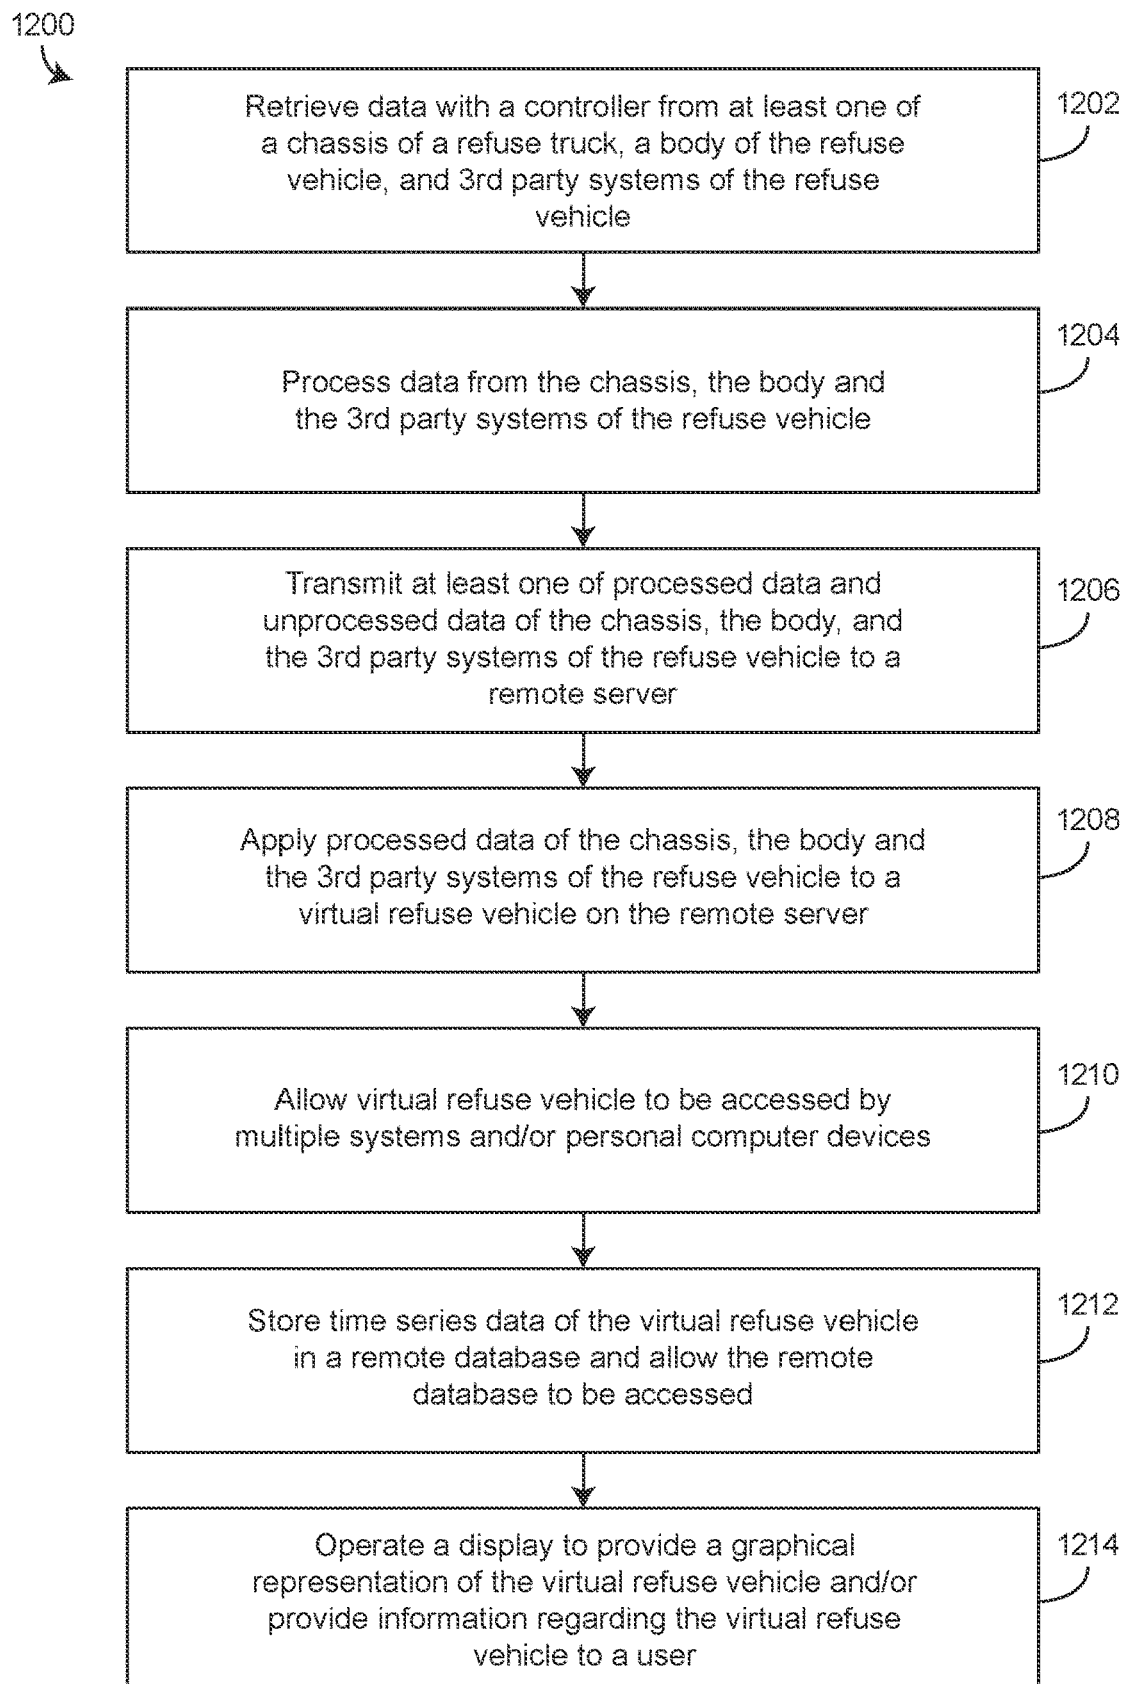 1200
Retrieve data with a controller from at least one of
a chassis of a refuse truck, a body of the refuse
vehicle, and 3rd party systems of the refuse
vehicle
1202
Process data from the chassis, the body and
the 3rd party systems of the refuse vehicle
1204
Transmit at least one of processed data and
unprocessed data of the chassis, the body, and
the 3rd party systems of the refuse vehicle to a
remote server
1206
Apply processed data of the chassis, the body and
the 3rd party systems of the refuse vehicle to a
virtual refuse vehicle on the remote server
1208
Allow virtual refuse vehicle to be accessed by
multiple systems and/or personal computer devices
1210
Store time series data of the virtual refuse vehicle
in a remote database and allow the remote
database to be accessed
1212
Operate a display to provide a graphical
representation of the virtual refuse vehicle and/or
provide information regarding the virtual refuse
vehicle to a user
1214